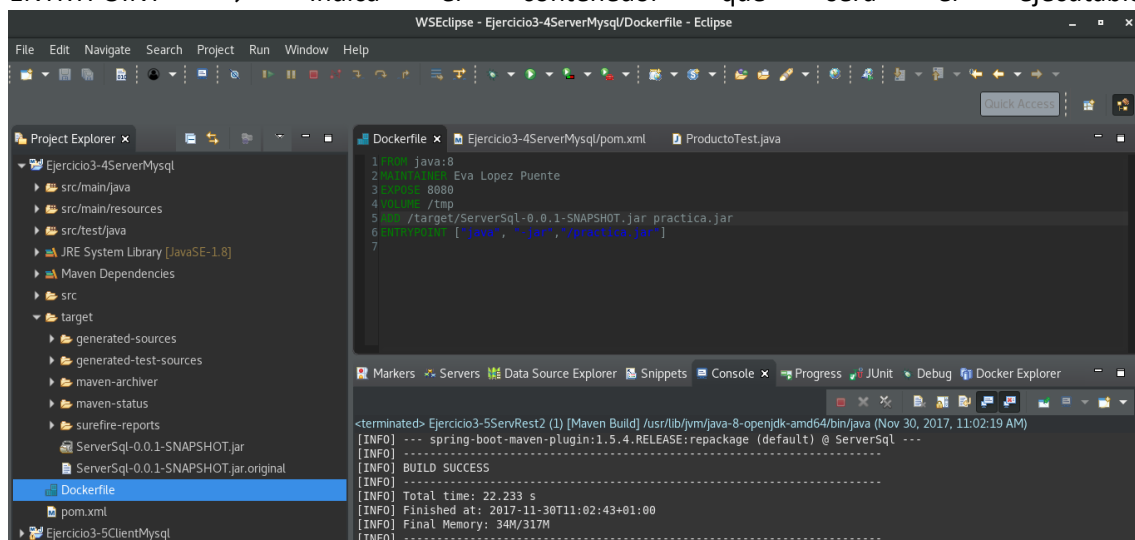 WSEclipse - Ejercicio3-4ServerMysql/Dockerfile - Eclipse
File Edit Navigate Search Project Run Window Help
Quick Access
Project Explorer
Dockerfile Ejercicio3-4ServerMysql/pom.xml ProductoTest.java
Ejercicio3-4ServerMysql
src/main/java
src/main/resources
src/test/java
JRE System Library [JavaSE-1.8]
Maven Dependencies
src
target
generated-sources
generated-test-sources
maven-archiver
maven-status
surefire-reports
ServerSql-0.0.1-SNAPSHOT.jar
ServerSql-0.0.1-SNAPSHOT.jar.original
Dockerfile
pom.xml
Ejercicio3-5ClientMysql
1 FROM java:8
2 MAINTAINER Eva Lopez Puente
3 EXPOSE 8080
4 VOLUME /tmp
5 ADD /target/ServerSql-0.0.1-SNAPSHOT.jar practica.jar
6 ENTRYPOINT ["java", "-jar","/practica.jar"]
7
Markers Servers Data Source Explorer Snippets Console Progress JUnit Debug Docker Explorer
<terminated> Ejercicio3-5ServRest2 (1) [Maven Build] /usr/lib/jvm/java-8-openjdk-amd64/bin/java (Nov 30, 2017, 11:02:19 AM)
[INFO] --- spring-boot-maven-plugin:1.5.4.RELEASE:repackage (default) @ ServerSql ---
[INFO] ------------------------------------------------------------------------
[INFO] BUILD SUCCESS
[INFO] ------------------------------------------------------------------------
[INFO] Total time: 22.233 s
[INFO] Finished at: 2017-11-30T11:02:43+01:00
[INFO] Final Memory: 34M/317M
[INFO] ------------------------------------------------------------------------